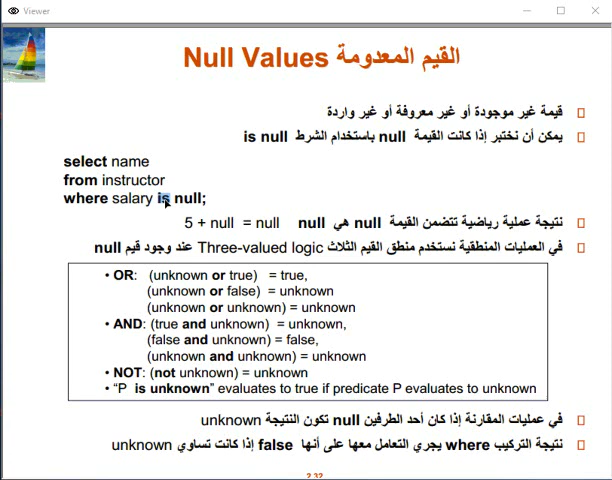 Viewer
Null Values القيم المعدومة
قيمة غير موجودة أو غير معروفة أو غير واردة
يمكن أن نختبر إذا كانت القيمة null باستخدام الشرط is null
select name
from instructor
where salary is null;
نتيجة عملية رياضية تتضمن القيمة null هي null 5 + null = null
في العمليات المنطقية نستخدم منطق القيم الثلاث Three-valued logic عند وجود قيم null
• OR: (unknown or true) = true,
(unknown or false) = unknown
(unknown or unknown) = unknown
• AND: (true and unknown) = unknown,
(false and unknown) = false,
(unknown and unknown) = unknown
• NOT: (not unknown) = unknown
• “P is unknown” evaluates to true if predicate P evaluates to unknown
في عمليات المقارنة إذا كان أحد الطرفين null تكون النتيجة unknown
نتيجة التركيب where يجري التعامل معها على أنها false إذا كانت تساوي unknown
2.32